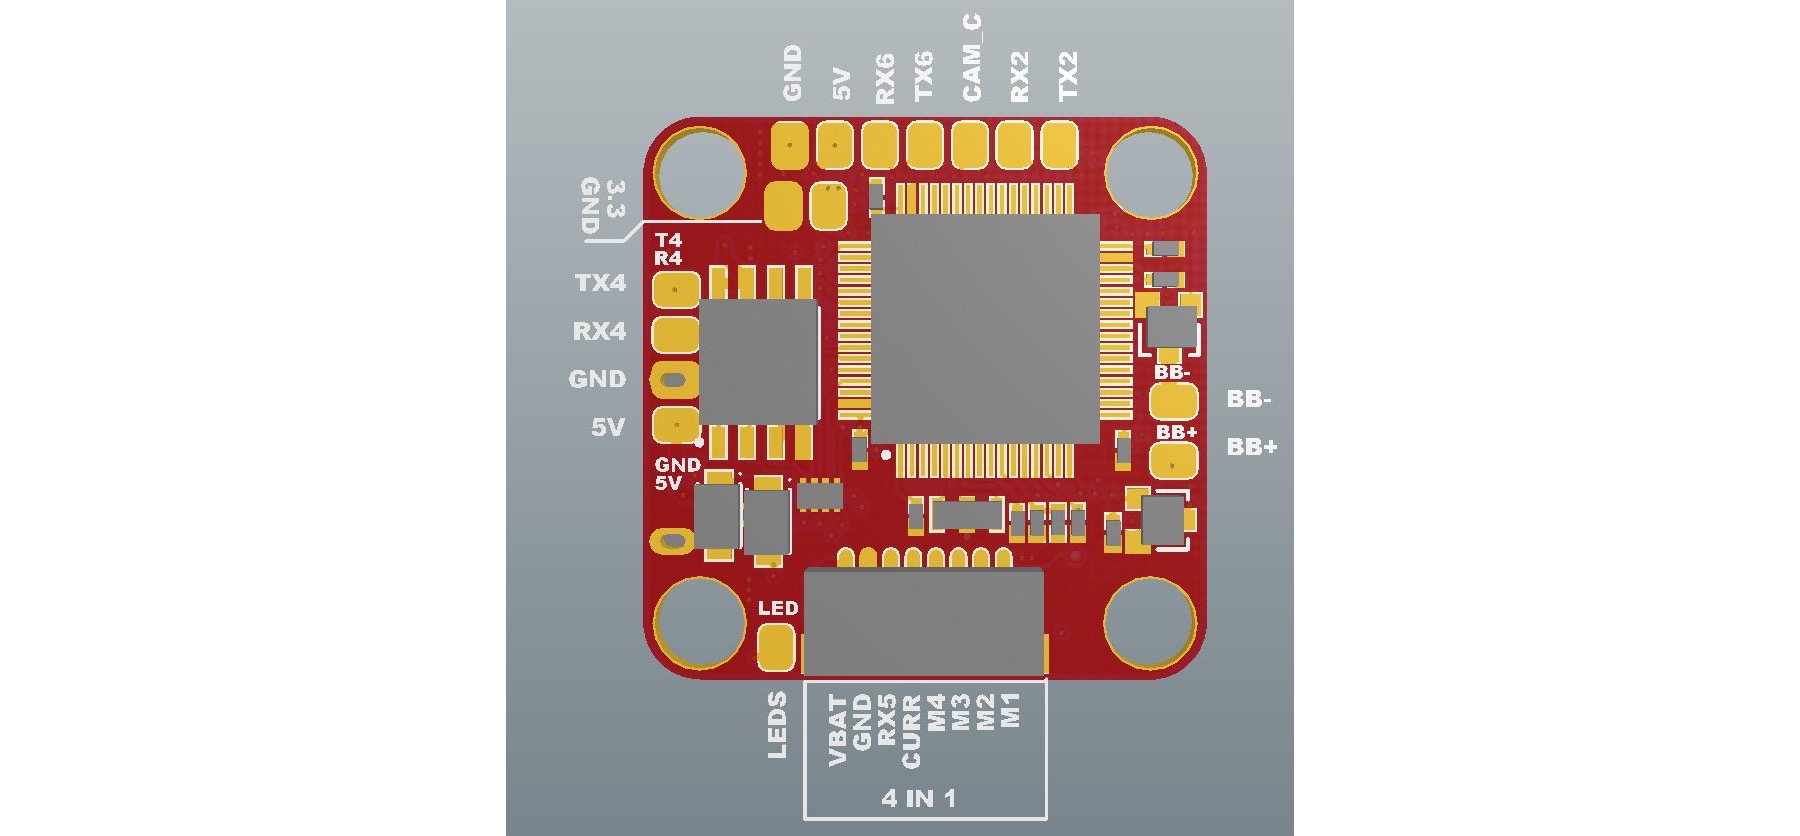 GND
5V
RX6
TX6
CAM_C
RX2
TX2
3.3
GND
T4
R4
TX4
RX4
GND
5V
GND
5V
BB-
BB-
BB+
BB+
LED
LEDS
VBAT
GND
RX5
CURR
M4
M3
M2
M1
4 IN 1